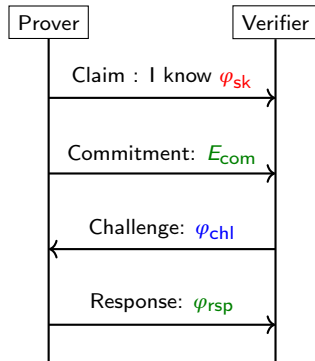 Prover Verifier
Claim : I know φsk
Commitment: Ecom
Challenge: φchl
Response: φrsp